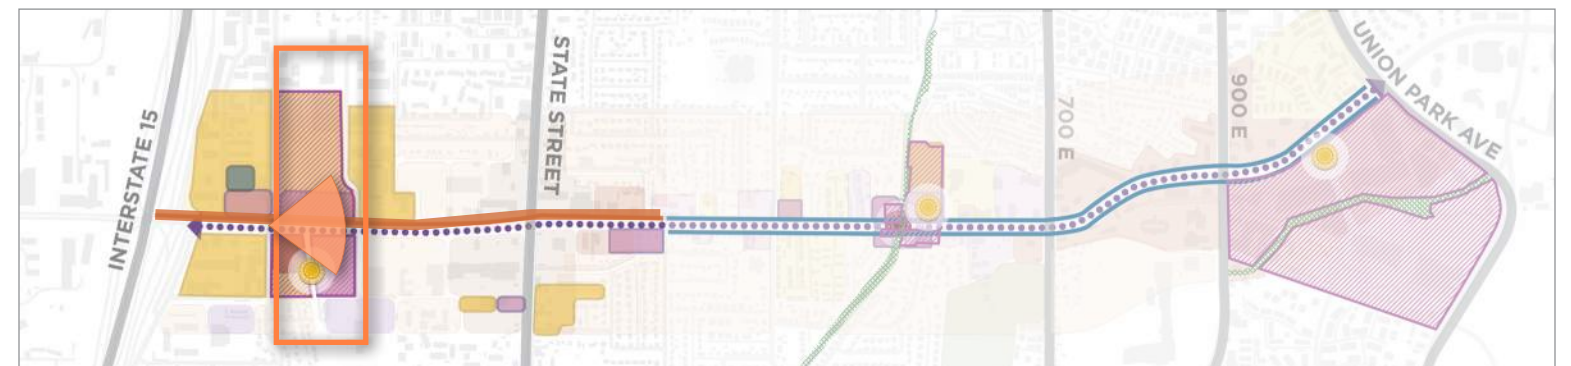 INTERSTATE 15
STATE STREET
700 E
900 E
UNION PARK AVE